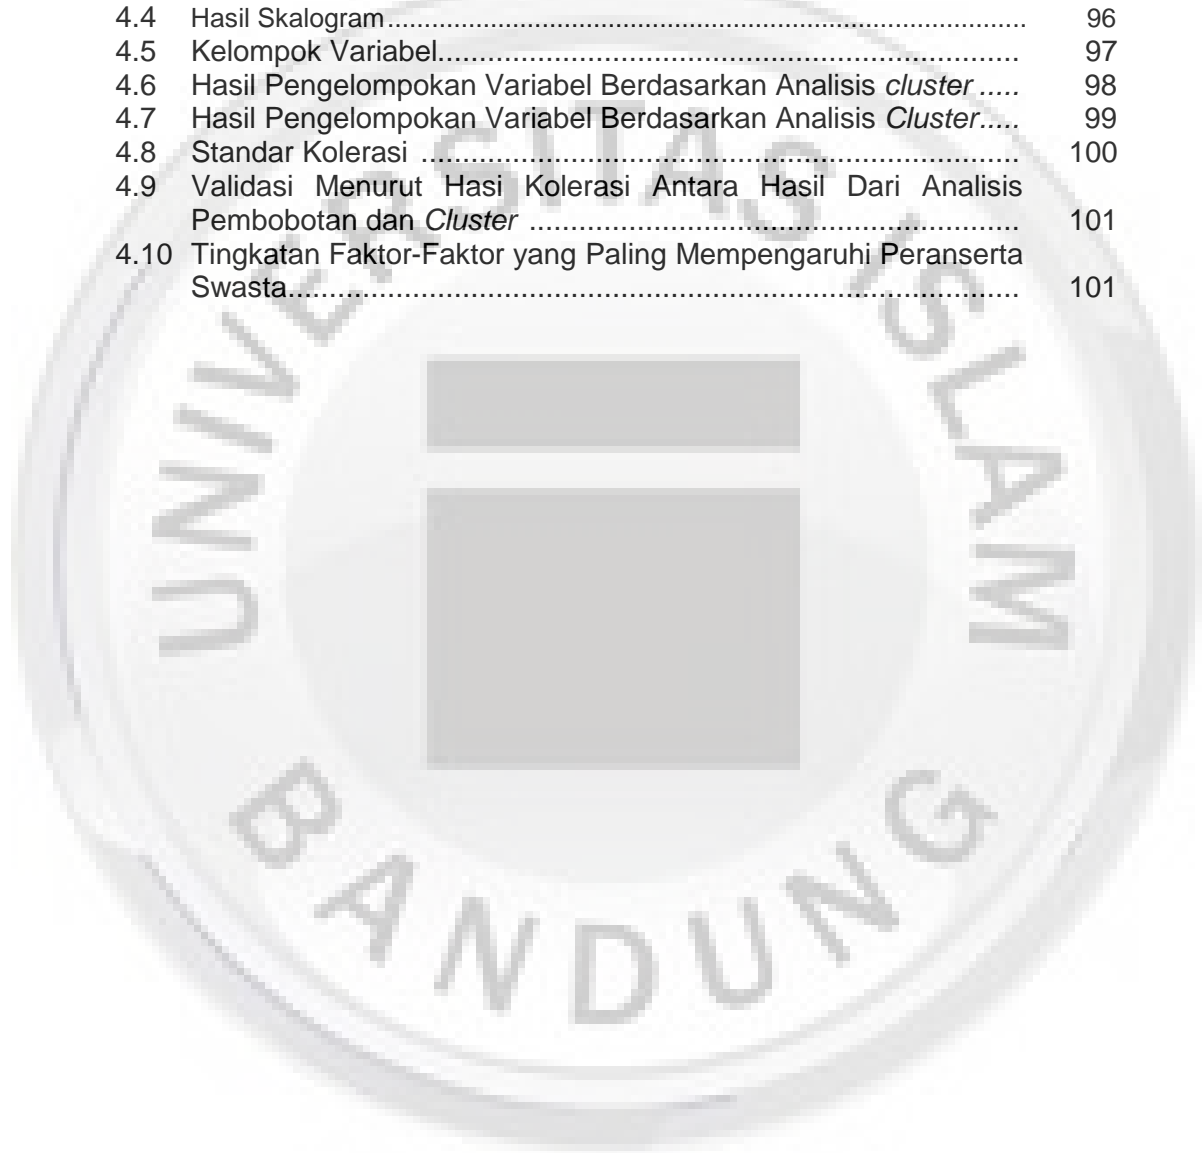 4.4 Hasil Skalogram........................................................................................ 96
4.5 Kelompok Variabel.......................................................................... 97
4.6 Hasil Pengelompokan Variabel Berdasarkan Analisis cluster ..... 98
4.7 Hasil Pengelompokan Variabel Berdasarkan Analisis Cluster..... 99
4.8 Standar Kolerasi ............................................................................ 100
4.9 Validasi Menurut Hasi Kolerasi Antara Hasil Dari Analisis
Pembobotan dan Cluster .............................................................. 101
4.10 Tingkatan Faktor-Faktor yang Paling Mempengaruhi Peranserta
Swasta............................................................................................ 101
UNIVERSITAS ISLAM
BANDUNG